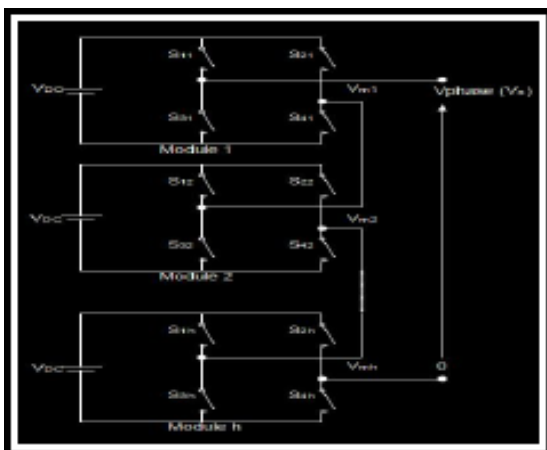 S11 S21
VDC Vm1 Vphase (Va)
S31 S41
Module 1
S12 S22
VDC Vm2
S32 S42
Module 2
S1h S2h
VDC Vmh 0
S3h S4h
Module h